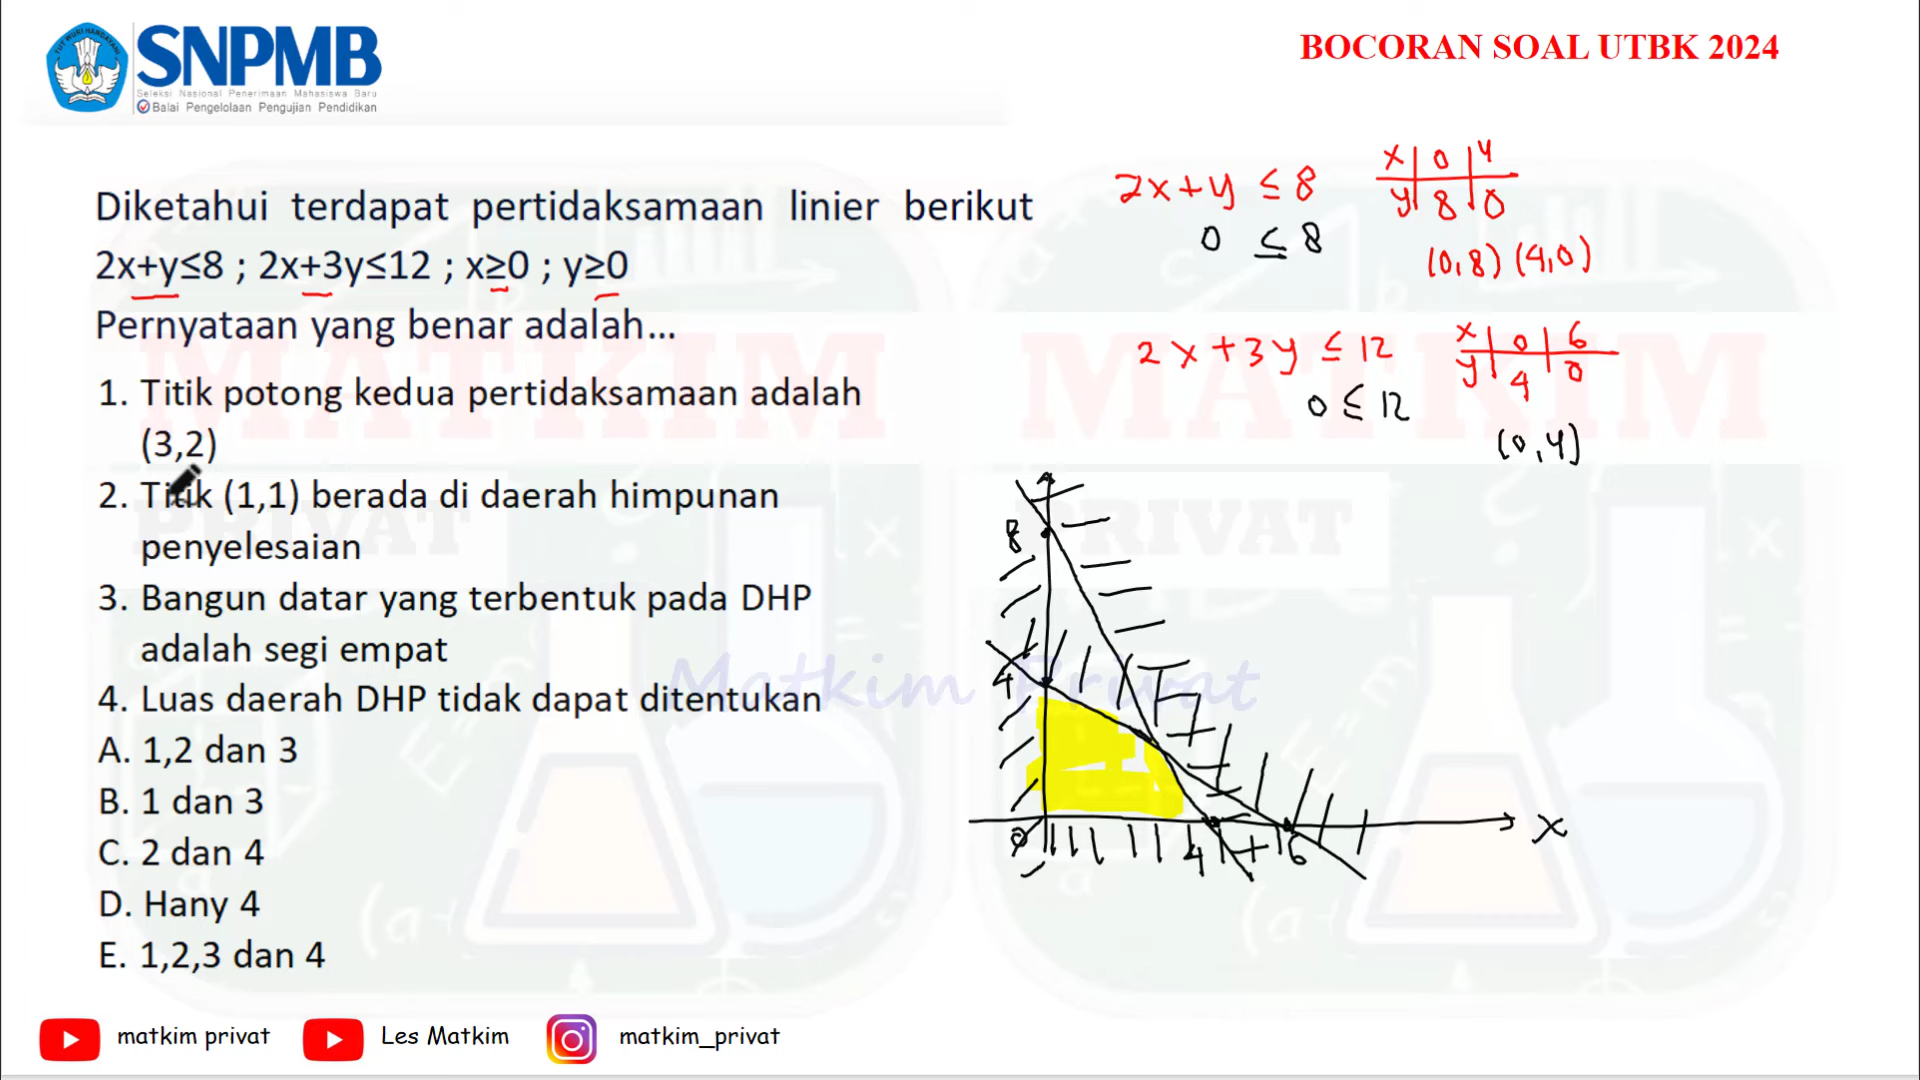 SNPMB
Seleksi Nasional Penerimaan Mahasiswa Baru
Balai Pengelolaan Pengujian Pendidikan
BOCORAN SOAL UTBK 2024
Diketahui terdapat pertidaksamaan linier berikut
2x+y≤8 ; 2x+3y≤12 ; x≥0 ; y≥0
Pernyataan yang benar adalah...
1. Titik potong kedua pertidaksamaan adalah
(3,2)
2. Titik (1,1) berada di daerah himpunan
penyelesaian
3. Bangun datar yang terbentuk pada DHP
adalah segi empat
4. Luas daerah DHP tidak dapat ditentukan
A. 1,2 dan 3
B. 1 dan 3
C. 2 dan 4
D. Hany 4
E. 1,2,3 dan 4
2x+y ≤ 8
0 ≤ 8
x | 0 | 4
y | 8 | 0
(0,8) (4,0)
2x+3y ≤ 12
0 ≤ 12
x | 0 | 6
y | 4 | 0
(0,4)
8
4
0
4
6
x
MATKIM
PRIVAT
MATKIM
PRIVAT
Matkim Privat
matkim privat
Les Matkim
matkim_privat